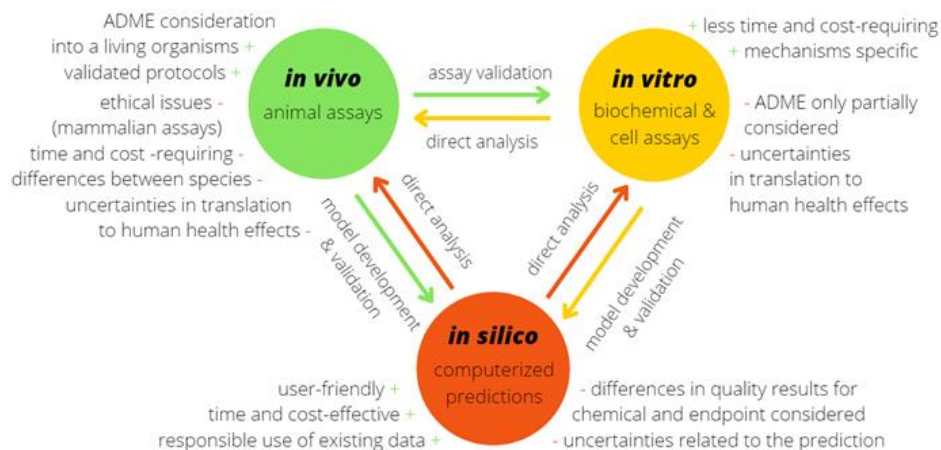 ADME consideration
into a living organisms +
validated protocols +
ethical issues -
(mammalian assays)
time and cost -requiring -
differences between species -
uncertainties in translation
to human health effects -
in vivo
animal assays
assay validation
direct analysis
in vitro
biochemical &
cell assays
+ less time and cost-requiring
+ mechanisms specific
- ADME only partially
considered
- uncertainties
in translation to
human health effects
direct analysis
model development
& validation
direct analysis
model development
& validation
in silico
computerized
predictions
user-friendly +
time and cost-effective +
responsible use of existing data +
- differences in quality results for
chemical and endpoint considered
- uncertainties related to the prediction